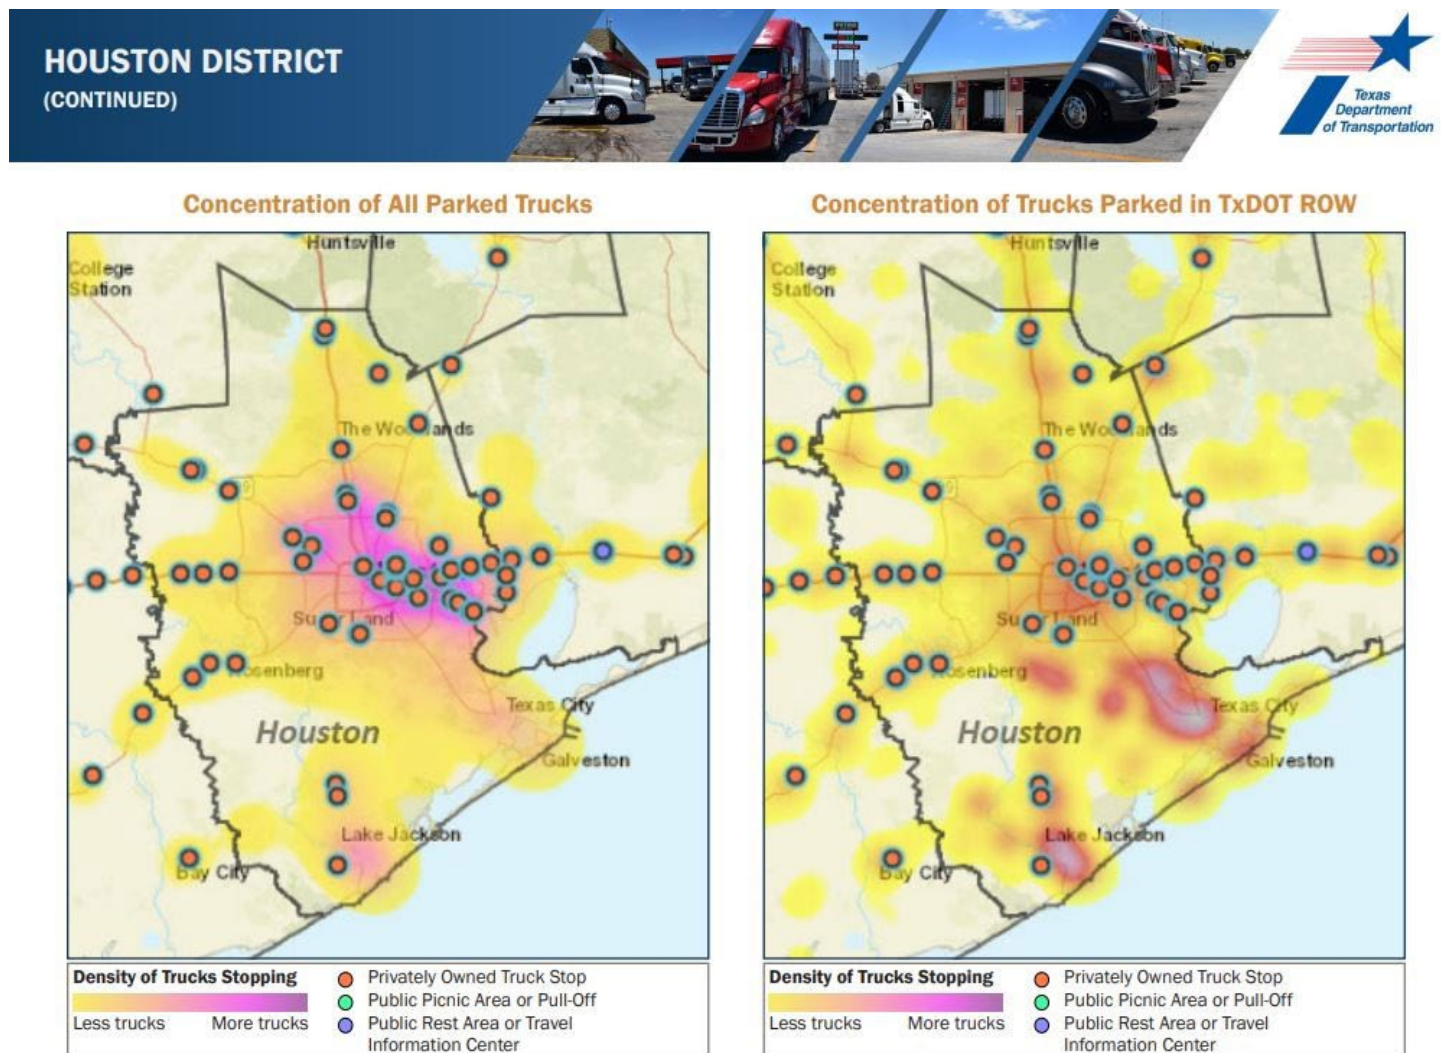 HOUSTON DISTRICT
(CONTINUED)
Texas
Department
of Transportation
Concentration of All Parked Trucks
Huntsville
College
Station
The Woodlands
Sugar Land
Rosenberg
Texas City
Houston
Galveston
Lake Jackson
Bay City
Density of Trucks Stopping
Less trucks More trucks
Privately Owned Truck Stop
Public Picnic Area or Pull-Off
Public Rest Area or Travel
Information Center
Concentration of Trucks Parked in TxDOT ROW
Huntsville
College
Station
The Woodlands
Sugar Land
Rosenberg
Texas City
Houston
Galveston
Lake Jackson
Bay City
Density of Trucks Stopping
Less trucks More trucks
Privately Owned Truck Stop
Public Picnic Area or Pull-Off
Public Rest Area or Travel
Information Center